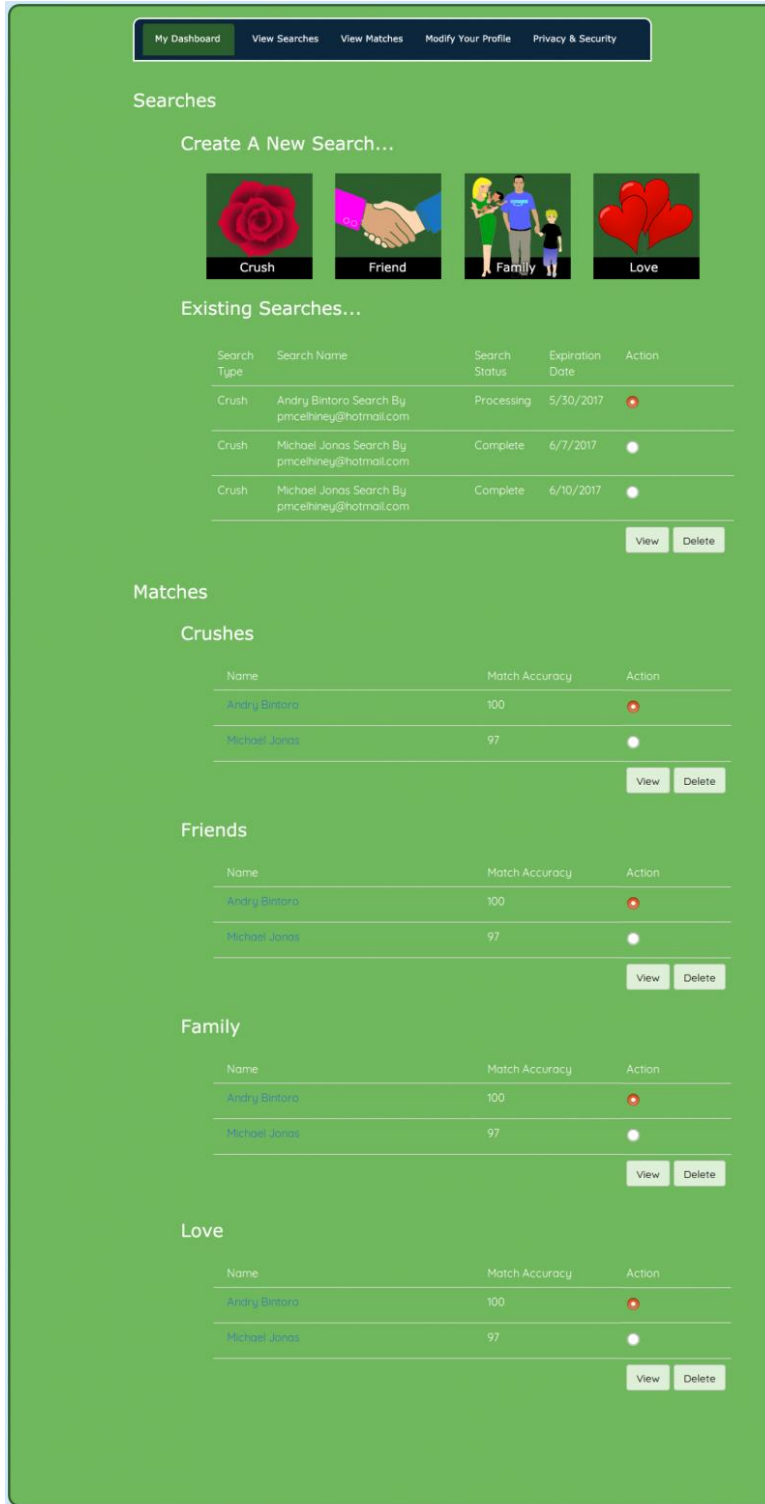 My Dashboard View Searches View Matches Modify Your Profile Privacy & Security
Searches
Create A New Search...
Crush Friend Family Love
Existing Searches...
Search Type Search Name Search Status Expiration Date Action
Crush Andry Bintoro Search By Processing 5/30/2017
pmcelhiney@hotmail.com
Crush Michael Jonas Search By Complete 6/7/2017
pmcelhiney@hotmail.com
Crush Michael Jonas Search By Complete 6/10/2017
pmcelhiney@hotmail.com
View Delete
Matches
Crushes
Name Match Accuracy Action
Andry Bintoro 100
Michael Jonas 97
View Delete
Friends
Name Match Accuracy Action
Andry Bintoro 100
Michael Jonas 97
View Delete
Family
Name Match Accuracy Action
Andry Bintoro 100
Michael Jonas 97
View Delete
Love
Name Match Accuracy Action
Andry Bintoro 100
Michael Jonas 97
View Delete